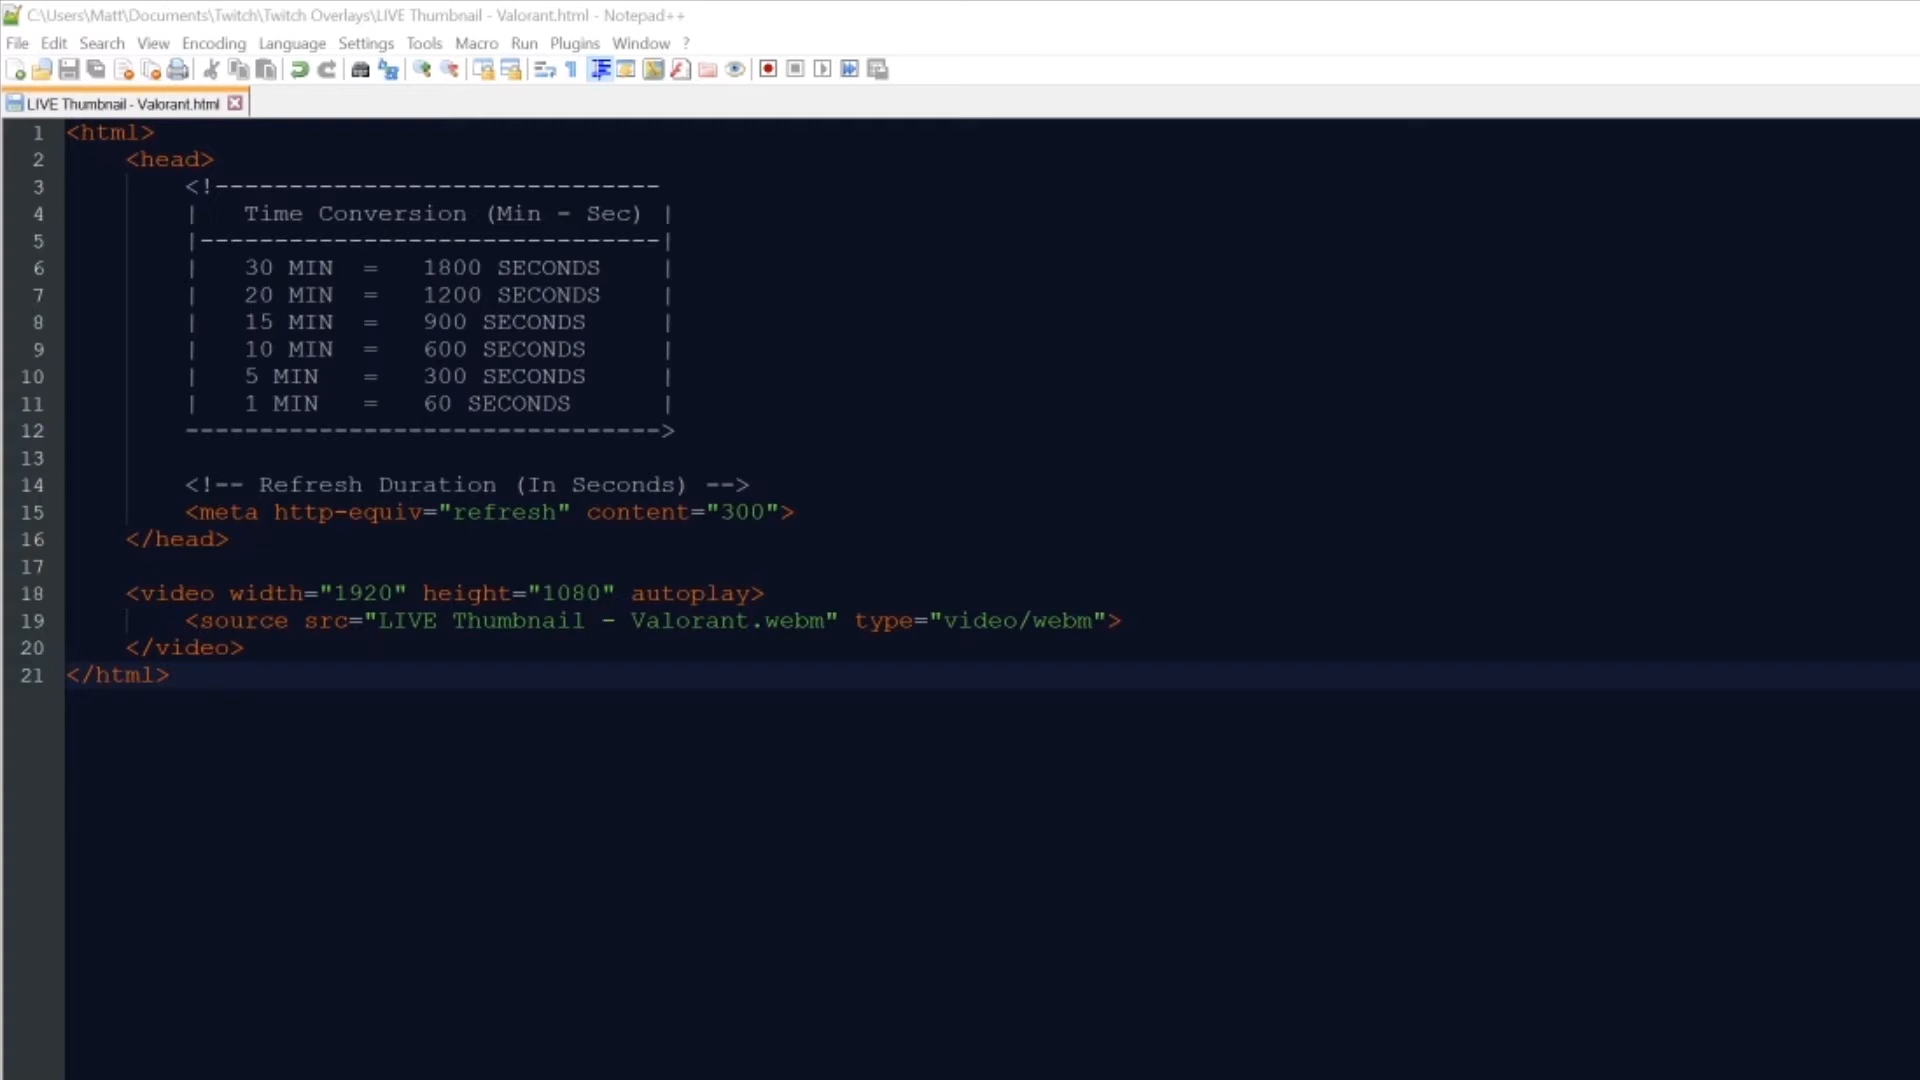 C:\Users\Matt\Documents\Twitch\Twitch Overlays\LIVE Thumbnail - Valorant.html - Notepad++
File Edit Search View Encoding Language Settings Tools Macro Run Plugins Window ?
LIVE Thumbnail - Valorant.html
1 <html>
2 <head>
3 <!------------------------------
4 | Time Conversion (Min - Sec) |
5 |-------------------------------|
6 | 30 MIN = 1800 SECONDS |
7 | 20 MIN = 1200 SECONDS |
8 | 15 MIN = 900 SECONDS |
9 | 10 MIN = 600 SECONDS |
10 | 5 MIN = 300 SECONDS |
11 | 1 MIN = 60 SECONDS |
12 -------------------------------->
13
14 <!-- Refresh Duration (In Seconds) -->
15 <meta http-equiv="refresh" content="300">
16 </head>
17
18 <video width="1920" height="1080" autoplay>
19 <source src="LIVE Thumbnail - Valorant.webm" type="video/webm">
20 </video>
21 </html>